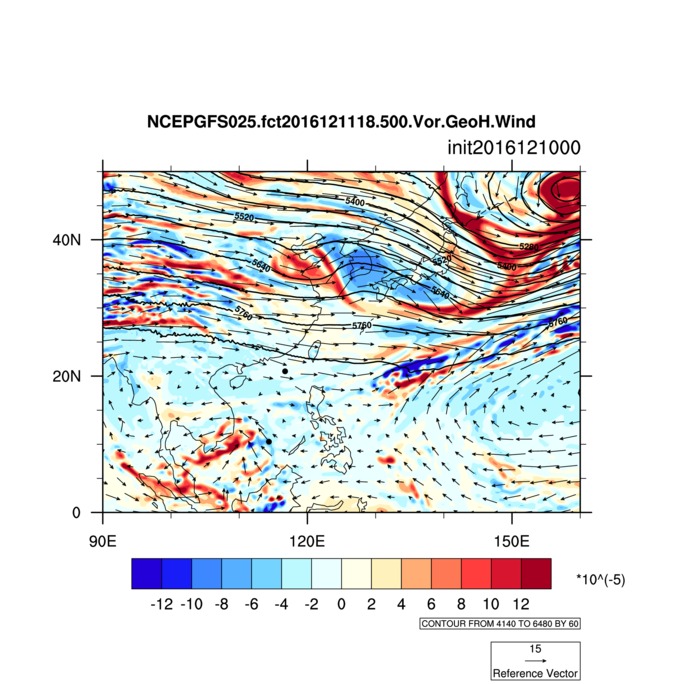 NCEPGFS025.fct2016121118.500.Vor.GeoH.Wind
init2016121000
5400
5520
40N
5280
5520
5400
5640
5640
5760
5760
5760
20N
0
90E 120E 150E
-12 -10 -8 -6 -4 -2 0 2 4 6 8 10 12
*10^(-5)
CONTOUR FROM 4140 TO 6480 BY 60
15
Reference Vector